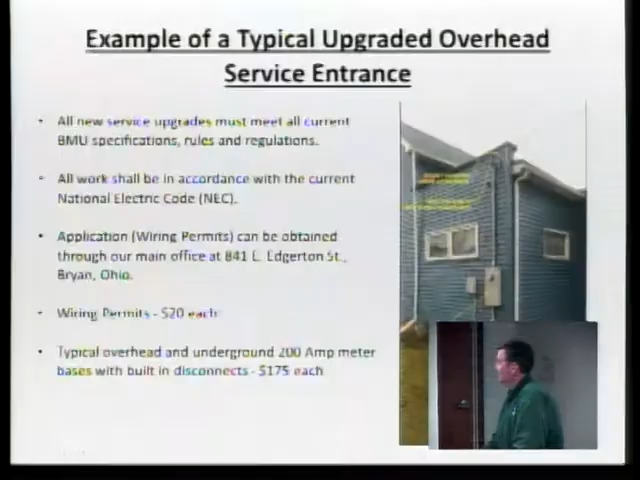 Example of a Typical Upgraded Overhead
Service Entrance
• All new service upgrades must meet all current
BMU specifications, rules and regulations.
• All work shall be in accordance with the current
National Electric Code (NEC).
• Application (Wiring Permits) can be obtained
through our main office at 841 E. Edgerton St.,
Bryan, Ohio.
• Wiring Permits - $20 each
• Typical overhead and underground 200 Amp meter
bases with built in disconnects - $175 each